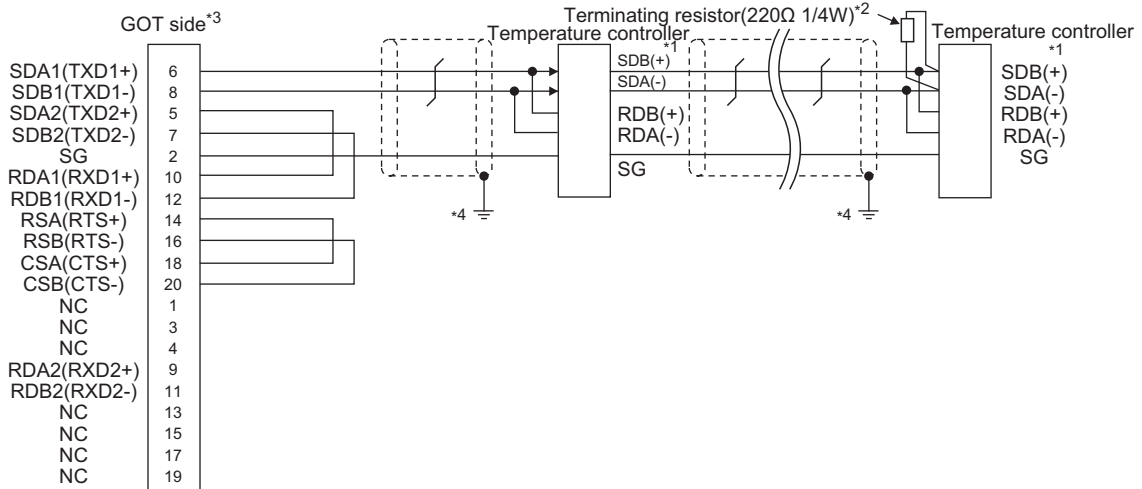 GOT side*3
Terminating resistor(220Ω 1/4W)*2
Temperature controller
*1
Temperature controller
*1
SDA1(TXD1+) 6
SDB1(TXD1-) 8
SDA2(TXD2+) 5
SDB2(TXD2-) 7
SG 2
RDA1(RXD1+) 10
RDB1(RXD1-) 12
RSA(RTS+) 14
RSB(RTS-) 16
CSA(CTS+) 18
CSB(CTS-) 20
NC 1
NC 3
NC 4
RDA2(RXD2+) 9
RDB2(RXD2-) 11
NC 13
NC 15
NC 17
NC 19
SDB(+)
SDA(-)
RDB(+)
RDA(-)
SG
SDB(+)
SDA(-)
RDB(+)
RDA(-)
SG
*4
*4